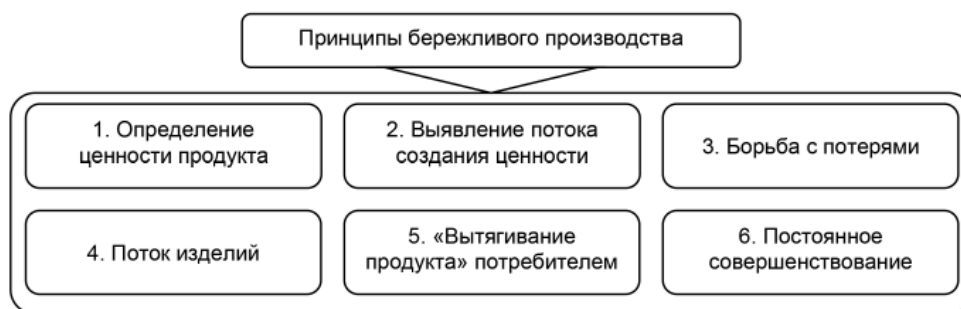 Принципы бережливого производства
1. Определение
ценности продукта
2. Выявление потока
создания ценности
3. Борьба с потерями
4. Поток изделий
5. «Вытягивание
продукта» потребителем
6. Постоянное
совершенствование